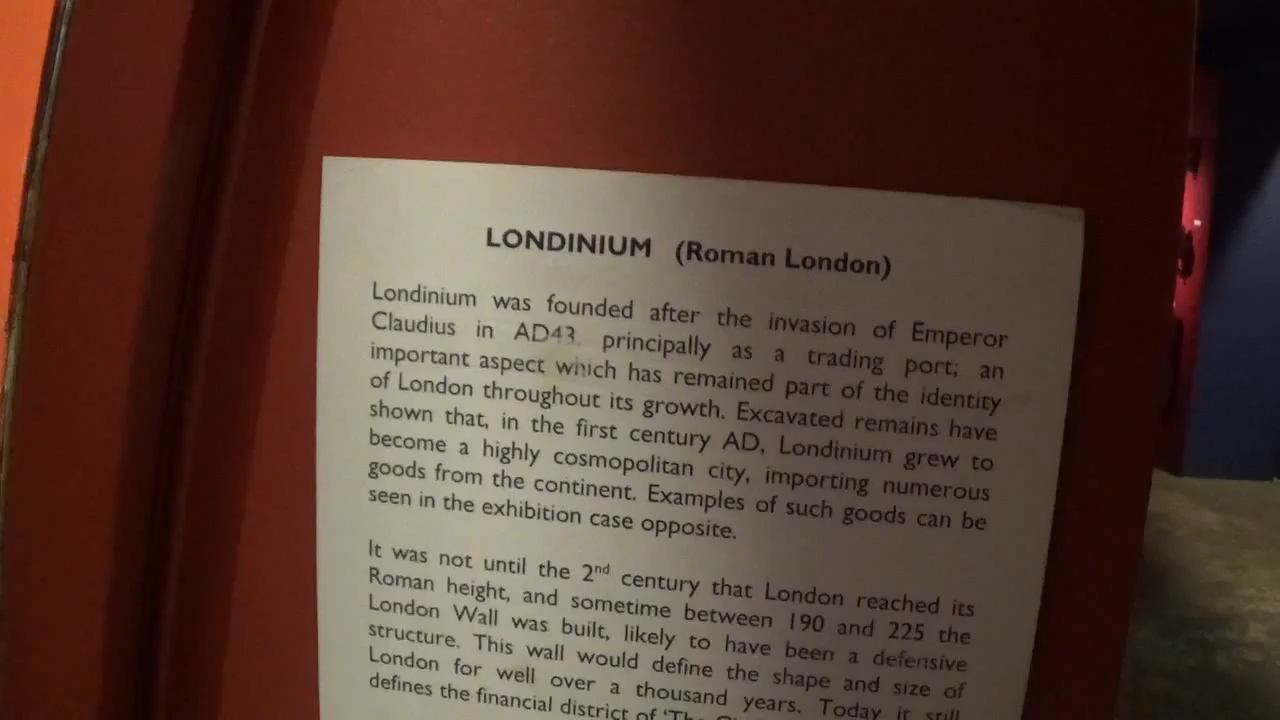 LONDINIUM (Roman London)
Londinium was founded after the invasion of Emperor
Claudius in AD43, principally as a trading port; an
important aspect which has remained part of the identity
of London throughout its growth. Excavated remains have
shown that, in the first century AD, Londinium grew to
become a highly cosmopolitan city, importing numerous
goods from the continent. Examples of such goods can be
seen in the exhibition case opposite.
It was not until the 2nd century that London reached its
Roman height, and sometime between 190 and 225 the
London Wall was built, likely to have been a defensive
structure. This wall would define the shape and size of
London for well over a thousand years. Today it still
defines the financial district of 'The